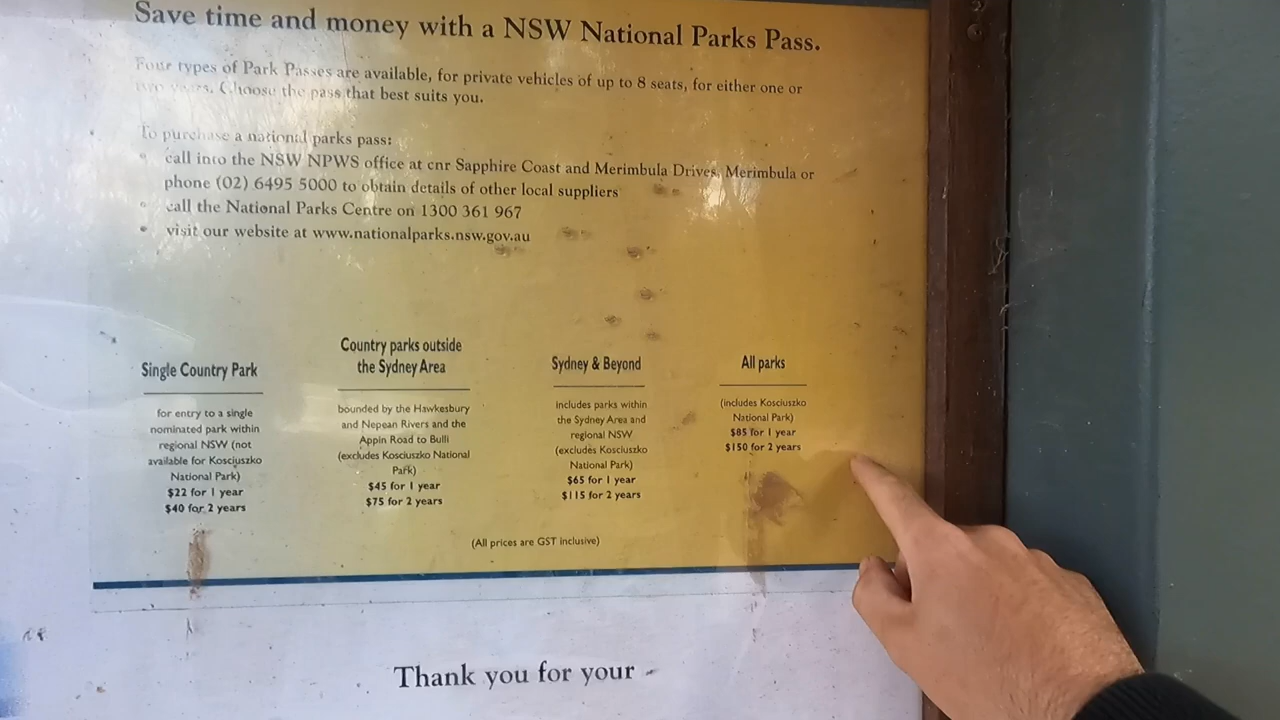 Save time and money with a NSW National Parks Pass.
Four types of Park Passes are available, for private vehicles of up to 8 seats, for either one or
two years. Choose the pass that best suits you.
To purchase a national parks pass:
• call into the NSW NPWS office at cnr Sapphire Coast and Merimbula Drives, Merimbula or
phone (02) 6495 5000 to obtain details of other local suppliers
• call the National Parks Centre on 1300 361 967
• visit our website at www.nationalparks.nsw.gov.au
Single Country Park
for entry to a single
nominated park within
regional NSW (not
available for Kosciuszko
National Park)
$22 for 1 year
$40 for 2 years
Country parks outside
the Sydney Area
bounded by the Hawkesbury
and Nepean Rivers and the
Appin Road to Bulli
(excludes Kosciuszko National
Park)
$45 for 1 year
$75 for 2 years
Sydney & Beyond
Includes parks within
the Sydney Area and
regional NSW
(excludes Kosciuszko
National Park)
$65 for 1 year
$115 for 2 years
All parks
(includes Kosciuszko
National Park)
$85 for 1 year
$150 for 2 years
(All prices are GST inclusive)
Thank you for your